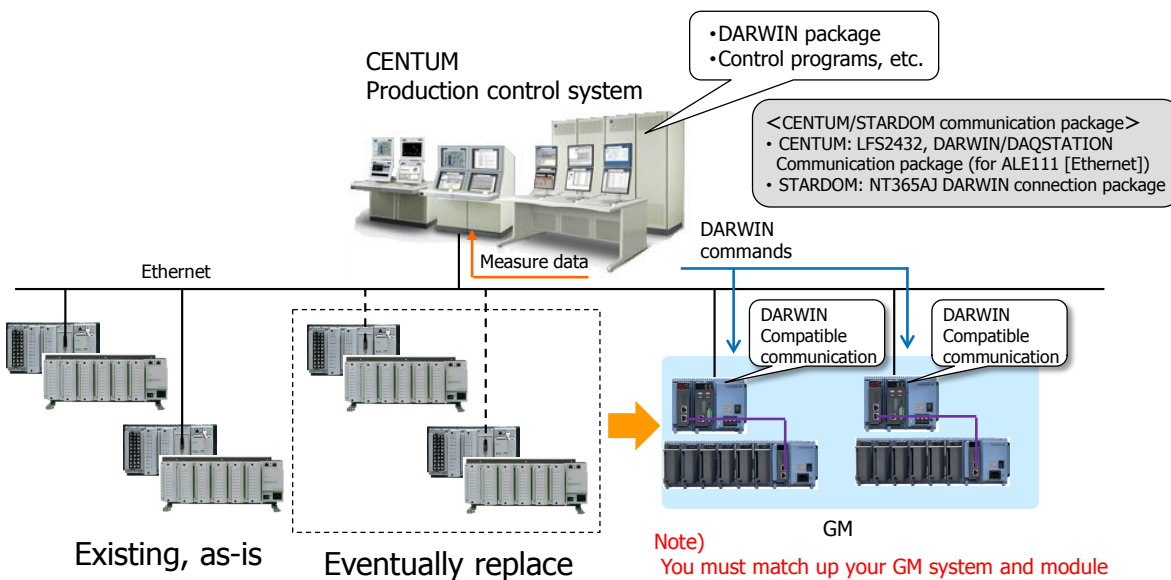 •DARWIN package
•Control programs, etc.
CENTUM
Production control system
<CENTUM/STARDOM communication package>
・CENTUM: LFS2432, DARWIN/DAQSTATION
Communication package (for ALE111 [Ethernet])
・STARDOM: NT365AJ DARWIN connection package
DARWIN
commands
Measure data
Ethernet
DARWIN
Compatible
communication
DARWIN
Compatible
communication
GM
Existing, as-is
Eventually replace
Note)
You must match up your GM system and module